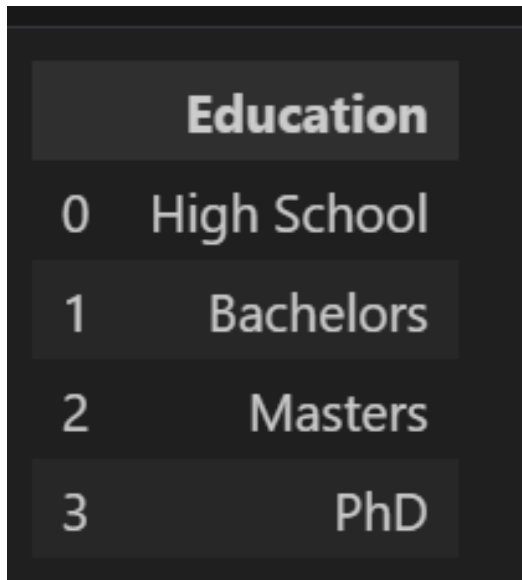 Education
0 High School
1 Bachelors
2 Masters
3 PhD